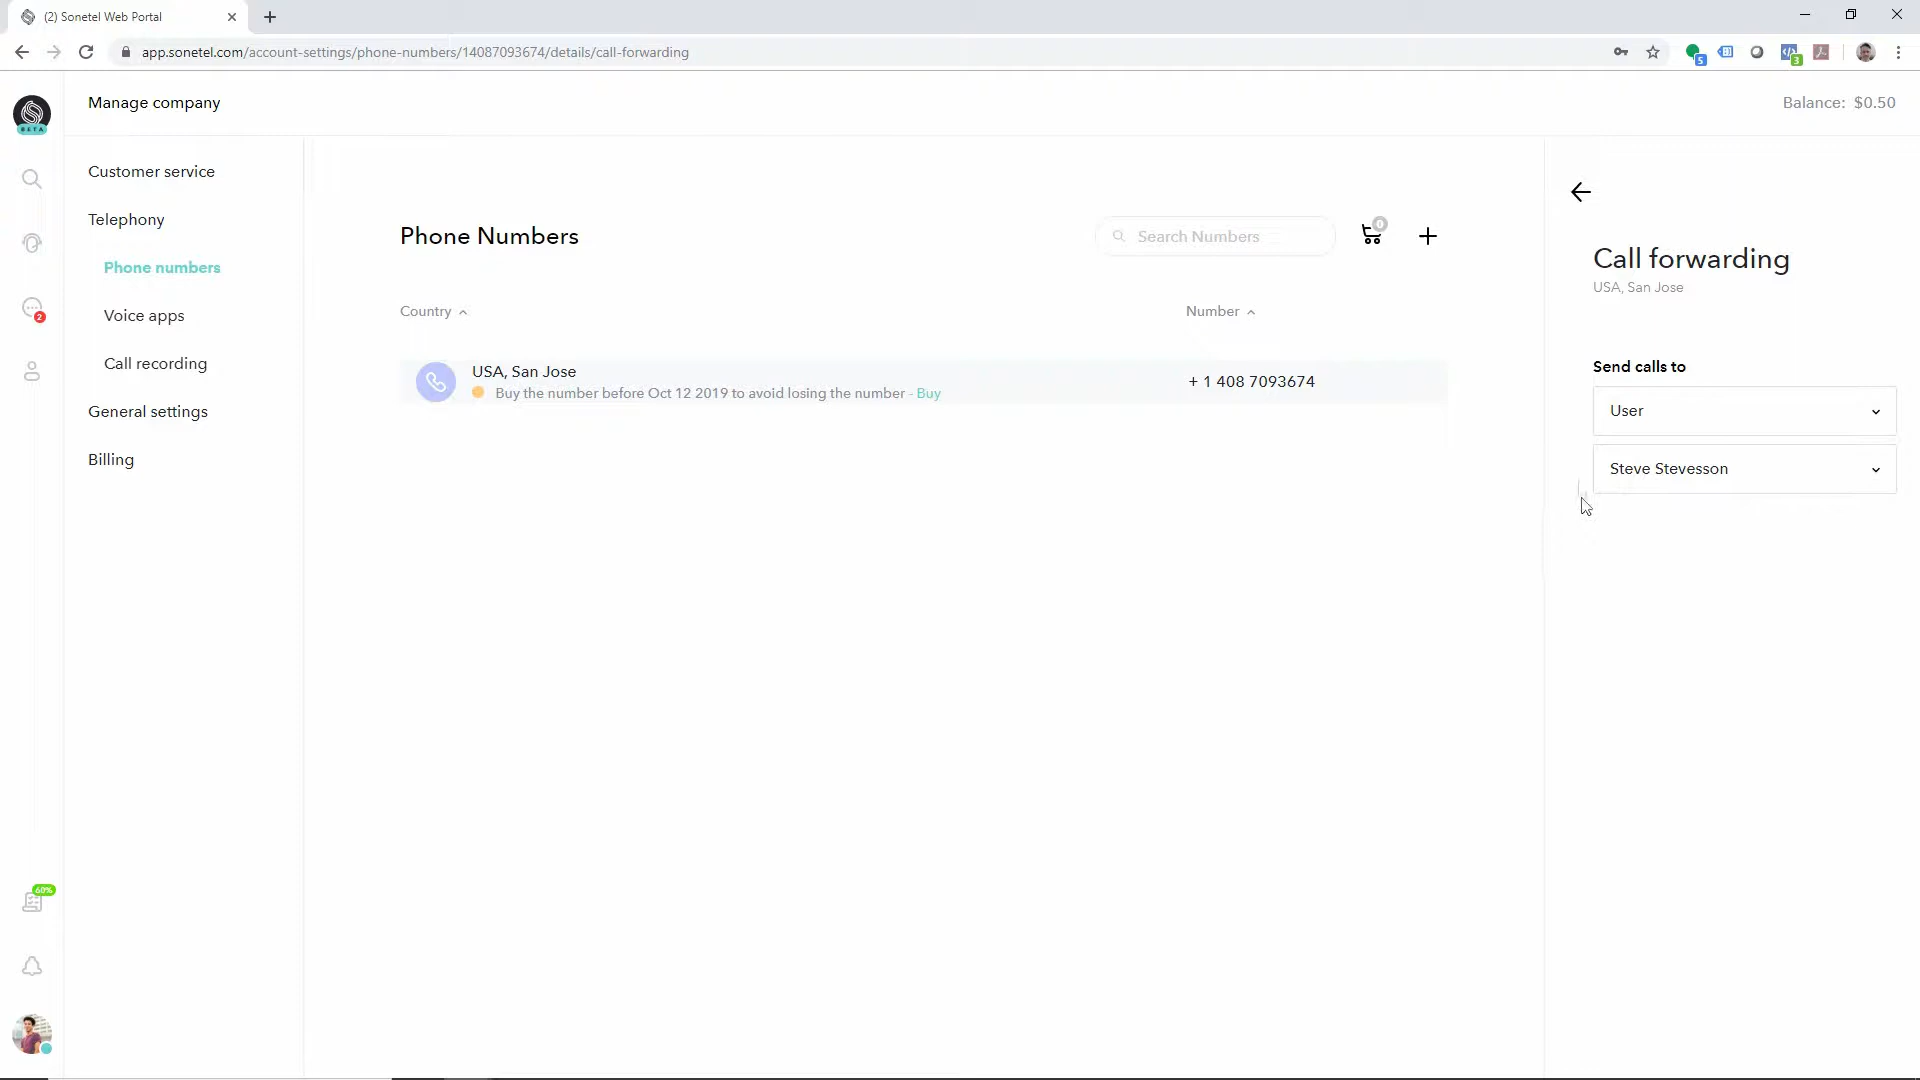 (2) Sonetel Web Portal
app.sonetel.com/account-settings/phone-numbers/14087093674/details/call-forwarding
5
3
BETA
Manage company
Balance: $0.50
Customer service
Telephony
Phone numbers
Voice apps
Call recording
General settings
Billing
2
60%
Phone Numbers
Search Numbers
0
Country
Number
USA, San Jose
Buy the number before Oct 12 2019 to avoid losing the number - Buy
+ 1 408 7093674
Call forwarding
USA, San Jose
Send calls to
User
Steve Stevesson